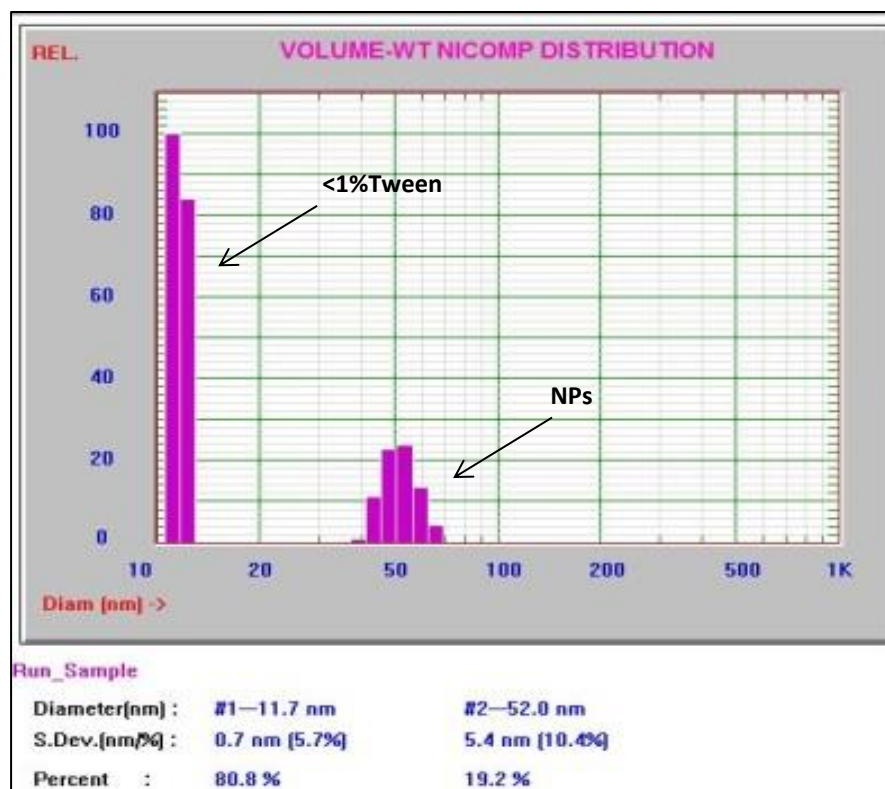 REL. VOLUME-WT NICOMP DISTRIBUTION
100
<1%Tween
80
60
40
NPs
20
0
10 20 50 100 200 500 1K
Diam (nm) ->
Run_Sample
Diameter(nm) : #1—11.7 nm #2—52.0 nm
S.Dev.(nm/%) : 0.7 nm (5.7%) 5.4 nm (10.4%)
Percent : 80.8 % 19.2 %